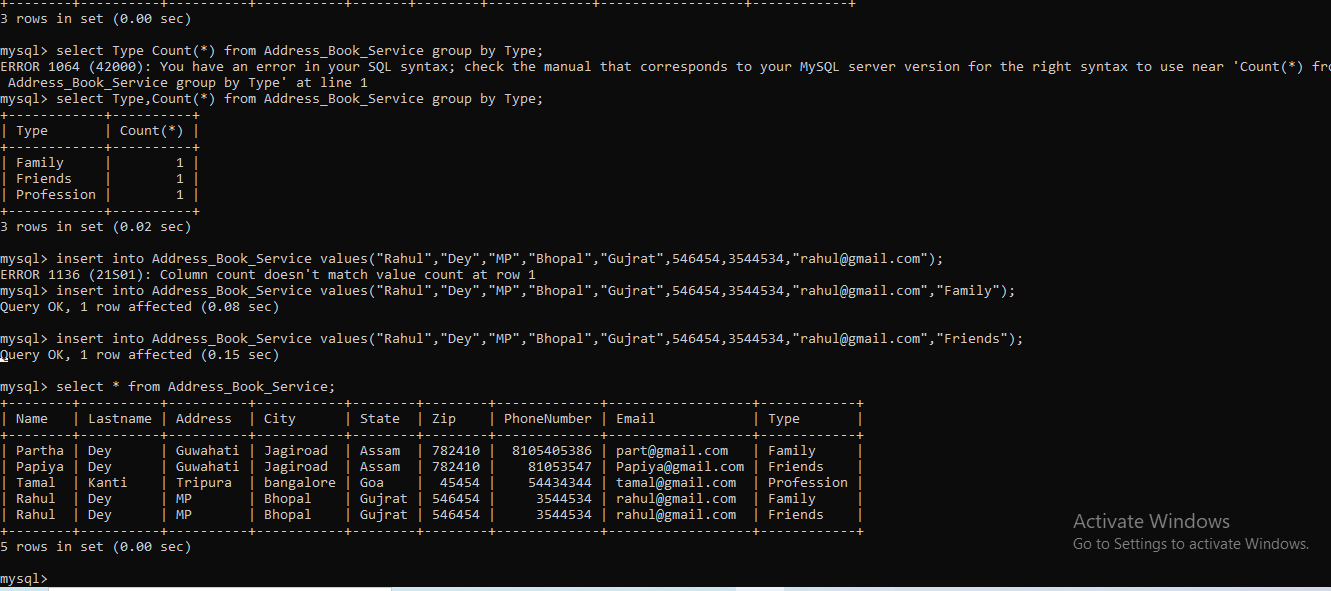 +--------+----------+----------+-----------+-------+--------+-------------+-----------------+------------+
3 rows in set (0.00 sec)
mysql> select Type Count(*) from Address_Book_Service group by Type;
ERROR 1064 (42000): You have an error in your SQL syntax; check the manual that corresponds to your MySQL server version for the right syntax to use near 'Count(*) fro
 Address_Book_Service group by Type' at line 1
mysql> select Type,Count(*) from Address_Book_Service group by Type;
+------------+----------+
| Type       | Count(*) |
+------------+----------+
| Family     |        1 |
| Friends    |        1 |
| Profession |        1 |
+------------+----------+
3 rows in set (0.02 sec)
mysql> insert into Address_Book_Service values("Rahul","Dey","MP","Bhopal","Gujrat",546454,3544534,"rahul@gmail.com");
ERROR 1136 (21S01): Column count doesn't match value count at row 1
mysql> insert into Address_Book_Service values("Rahul","Dey","MP","Bhopal","Gujrat",546454,3544534,"rahul@gmail.com","Family");
Query OK, 1 row affected (0.08 sec)
mysql> insert into Address_Book_Service values("Rahul","Dey","MP","Bhopal","Gujrat",546454,3544534,"rahul@gmail.com","Friends");
Query OK, 1 row affected (0.15 sec)
mysql> select * from Address_Book_Service;
+--------+----------+----------+-----------+--------+--------+-------------+------------------+------------+
| Name   | Lastname | Address  | City      | State  | Zip    | PhoneNumber | Email            | Type       |
+--------+----------+----------+-----------+--------+--------+-------------+------------------+------------+
| Partha | Dey      | Guwahati | Jagiroad  | Assam  | 782410 |  8105405386 | part@gmail.com   | Family     |
| Papiya | Dey      | Guwahati | Jagiroad  | Assam  | 782410 |    81053547 | Papiya@gmail.com | Friends    |
| Tamal  | Kanti    | Tripura  | bangalore | Goa    |  45454 |    54434344 | tamal@gmail.com  | Profession |
| Rahul  | Dey      | MP       | Bhopal    | Gujrat | 546454 |     3544534 | rahul@gmail.com  | Family     |
| Rahul  | Dey      | MP       | Bhopal    | Gujrat | 546454 |     3544534 | rahul@gmail.com  | Friends    |
+--------+----------+----------+-----------+--------+--------+-------------+------------------+------------+
5 rows in set (0.00 sec)
mysql>
Activate Windows
Go to Settings to activate Windows.